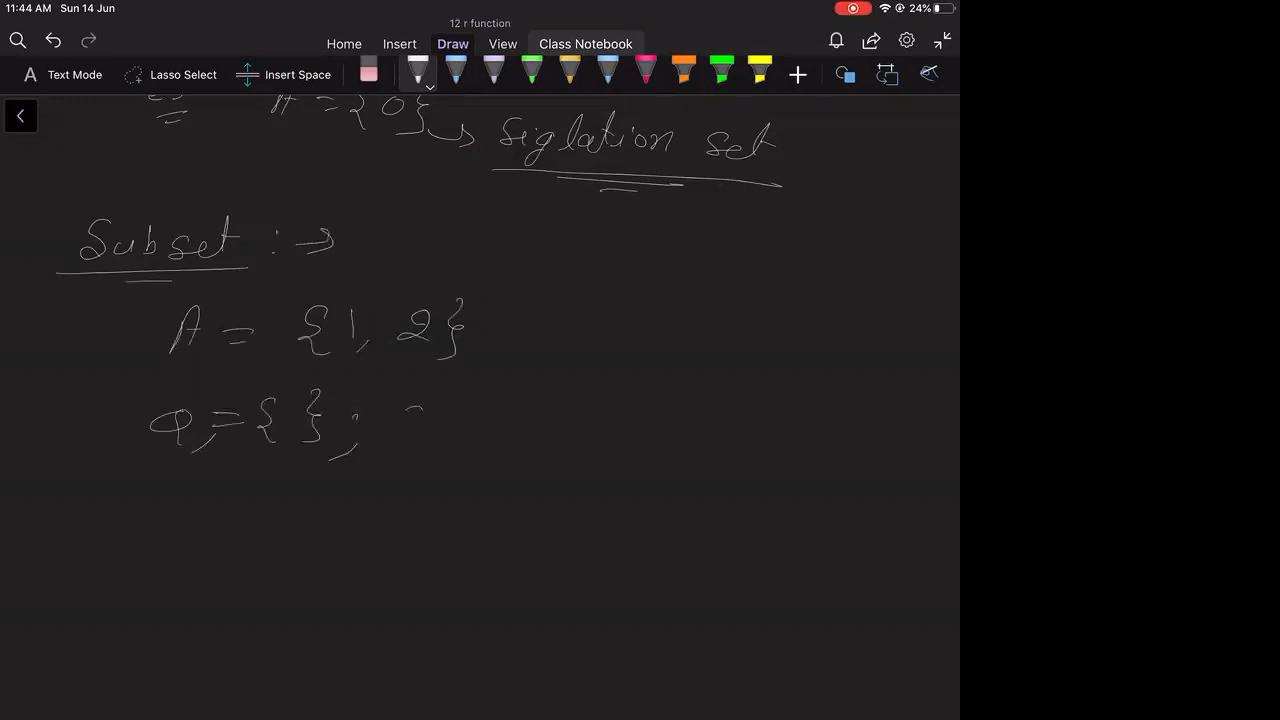 11:44 AM Sun 14 Jun 24%
12 r function
Home Insert Draw View Class Notebook
A Text Mode Lasso Select Insert Space
A = {0}
Siglation set
Subset :→
A = {1, 2}
φ = { } ;